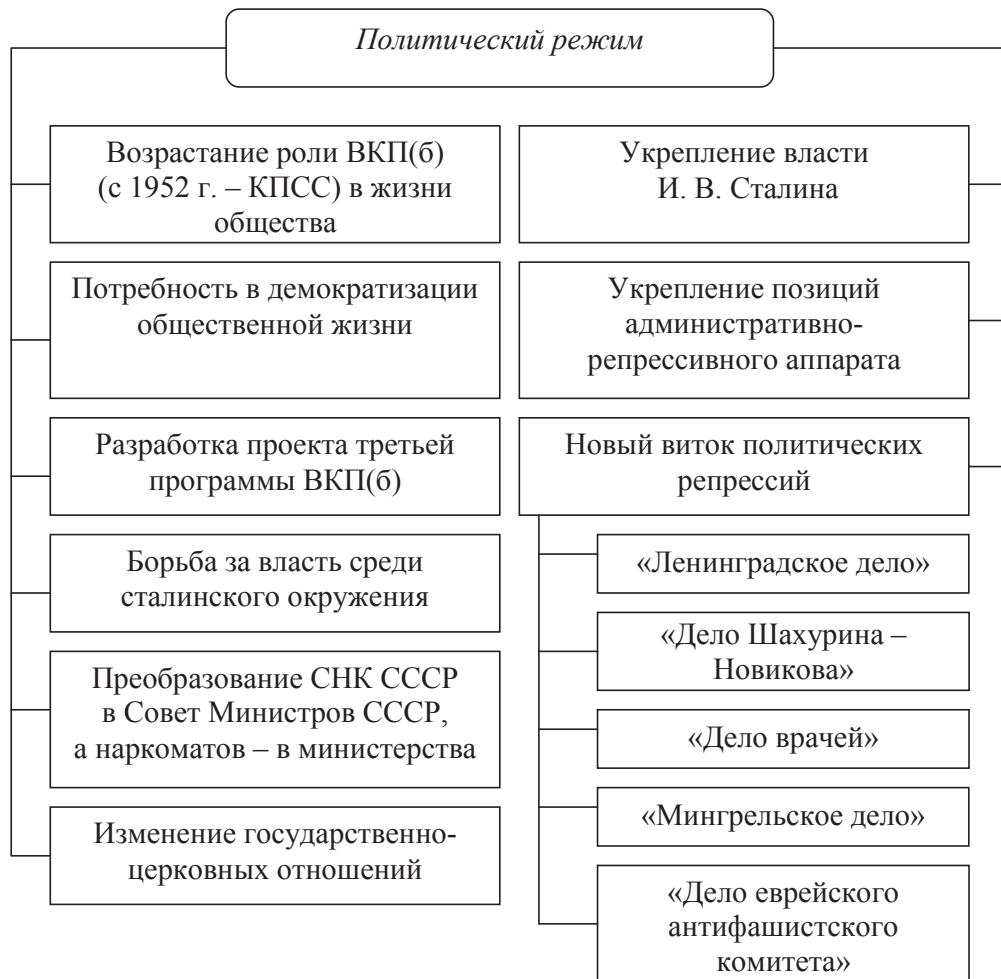 Политический режим
Возрастание роли ВКП(б)
(с 1952 г. – КПСС) в жизни
общества
Потребность в демократизации
общественной жизни
Разработка проекта третьей
программы ВКП(б)
Борьба за власть среди
сталинского окружения
Преобразование СНК СССР
в Совет Министров СССР,
а наркоматов – в министерства
Изменение государственно-
церковных отношений
Укрепление власти
И. В. Сталина
Укрепление позиций
административно-
репрессивного аппарата
Новый виток политических
репрессий
«Ленинградское дело»
«Дело Шахурина –
Новикова»
«Дело врачей»
«Мингрельское дело»
«Дело еврейского
антифашистского
комитета»